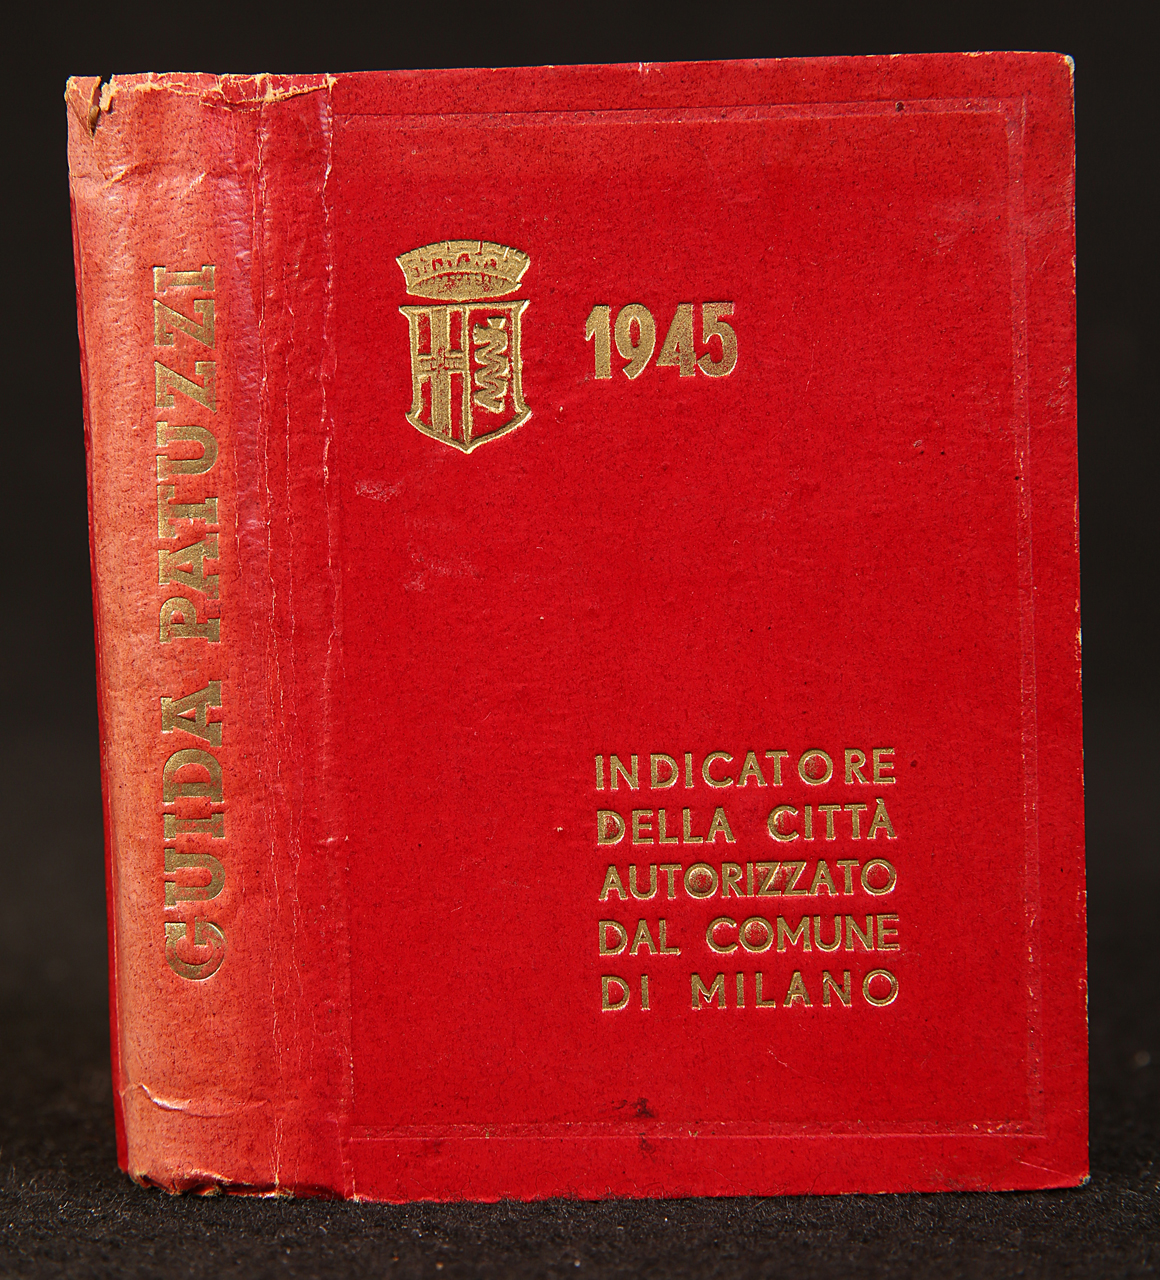 GUIDA PATUZZI
1945
INDICATORE
DELLA CITTÀ
AUTORIZZATO
DAL COMUNE
DI MILANO